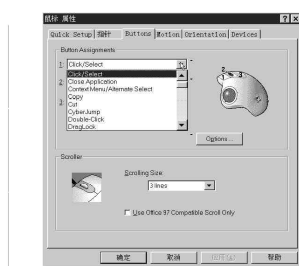 鼠标 属性
Quick Setup 指针 Buttons Motion Orientation Devices
Button Assignments
1: Click/Select
Click/Select
2: Close Application
Context Menu/Alternate Select
Copy
3: Cut
CyberJump
Double-Click
DragLock
2 3
Options...
Scroller
Scrolling Size:
3 lines
Use Office 97 Compatible Scroll Only
确定 取消 帮助